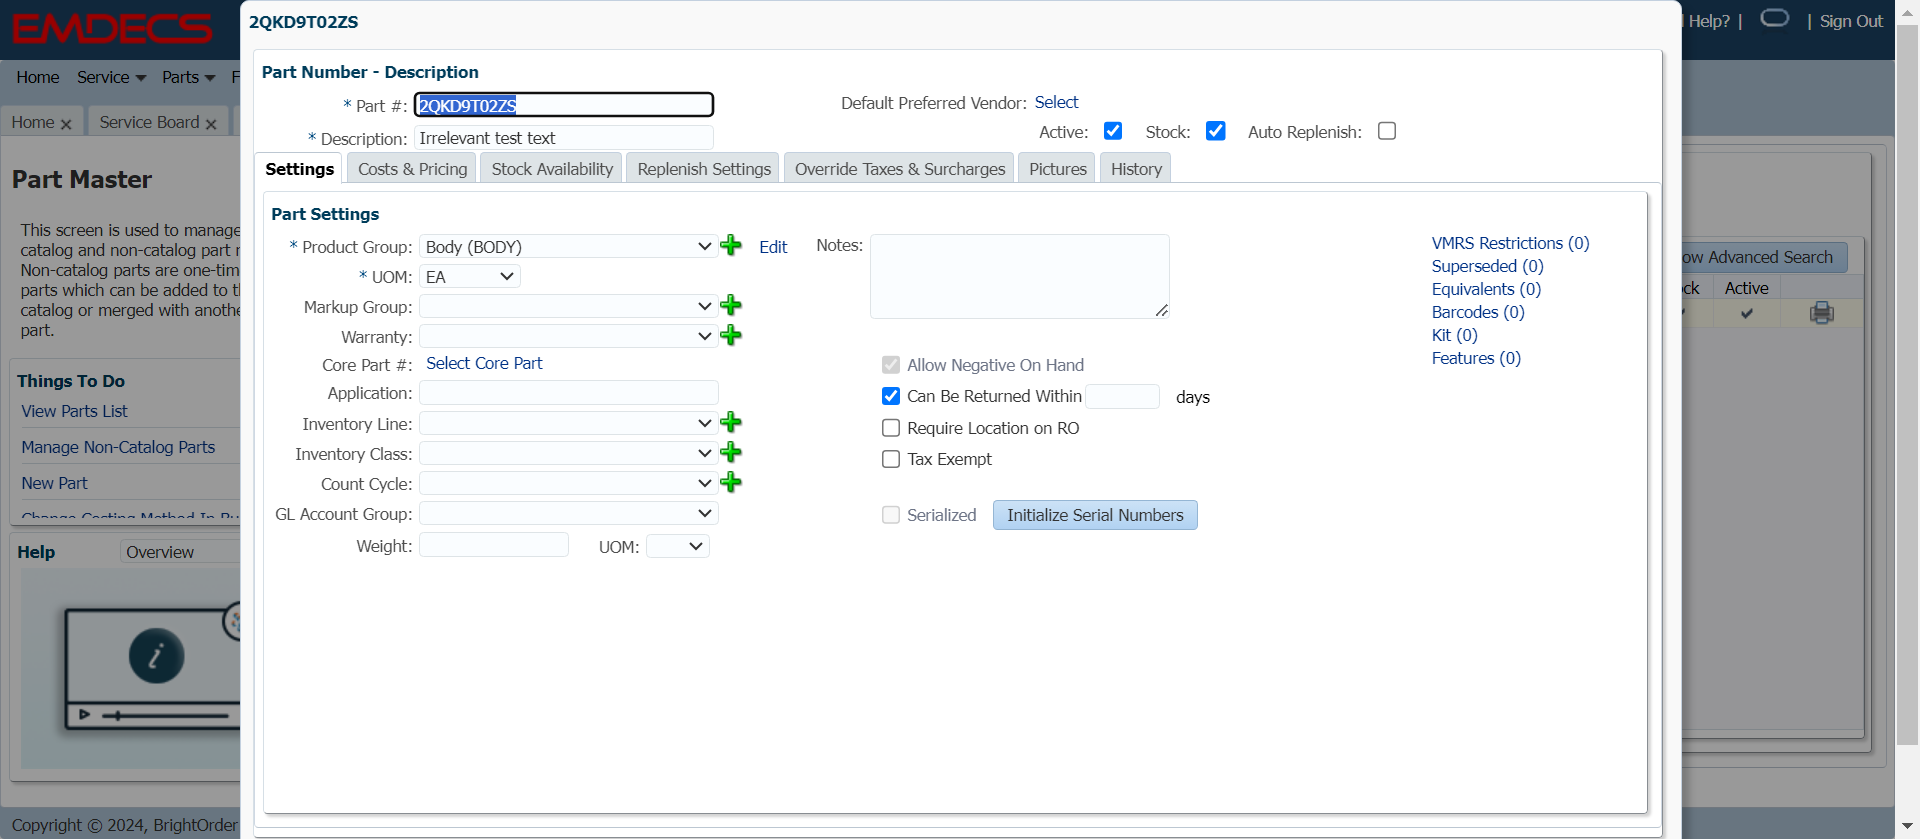 EMDECS
Help? |
| Sign Out
Home
Service
Parts
Home
Service Board
Part Master
This screen is used to manage
catalog and non-catalog part
Non-catalog parts are one-tim
parts which can be added to
catalog or merged with anothe
part.
Things To Do
View Parts List
Manage Non-Catalog Parts
New Part
Help
Overview
Copyright © 2024, BrightOrder
2QKD9T02ZS
Part Number - Description
* Part #: 2QKD9T02ZS
Default Preferred Vendor: Select
* Description: Irrelevant test text
Active:
Stock:
Auto Replenish:
Settings
Costs & Pricing
Stock Availability
Replenish Settings
Override Taxes & Surcharges
Pictures
History
Part Settings
* Product Group: Body (BODY)
Edit
* UOM: EA
Markup Group:
Warranty:
Core Part #: Select Core Part
Application:
Inventory Line:
Inventory Class:
Count Cycle:
GL Account Group:
Weight:
UOM:
Notes:
Allow Negative On Hand
Can Be Returned Within days
Require Location on RO
Tax Exempt
Serialized
Initialize Serial Numbers
VMRS Restrictions (0)
Superseded (0)
Equivalents (0)
Barcodes (0)
Kit (0)
Features (0)
ow Advanced Search
ck
Active